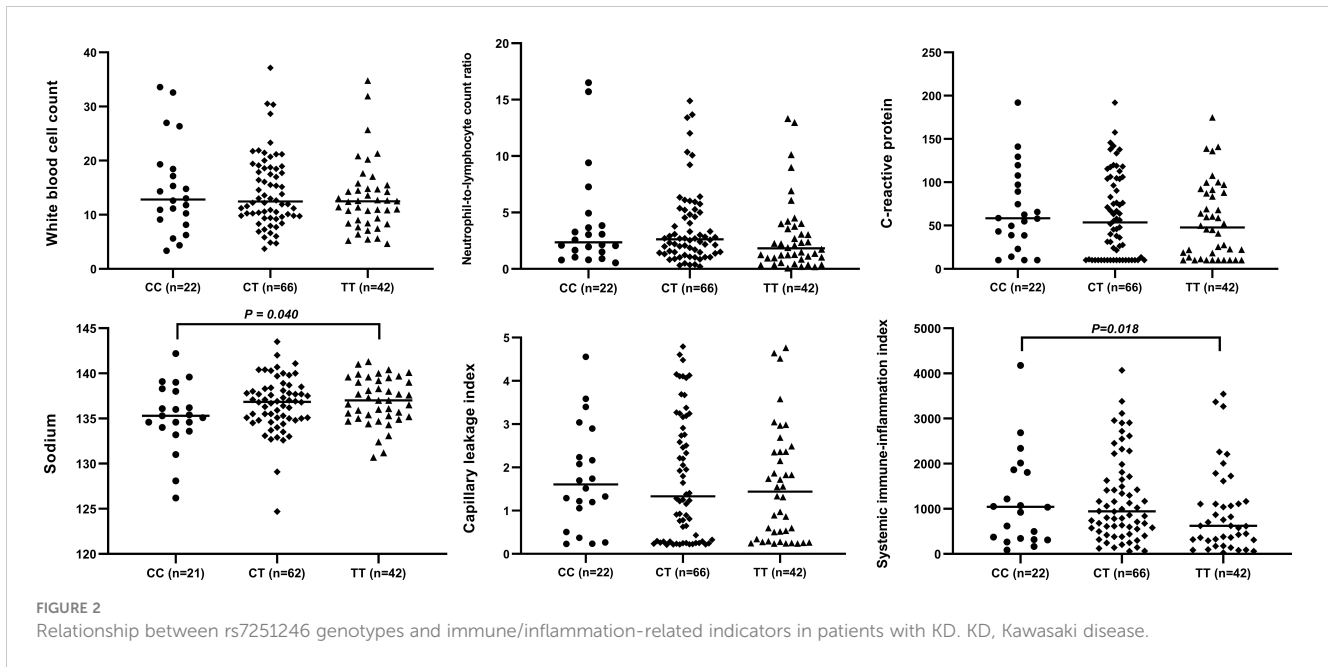 White blood cell count
40
30
20
10
0
CC (n=22) CT (n=66) TT (n=42)
Neutrophil-to-lymphocyte count ratio
20
15
10
5
0
CC (n=22) CT (n=66) TT (n=42)
C-reactive protein
250
200
150
100
50
0
CC (n=22) CT (n=66) TT (n=42)
Sodium
P = 0.040
145
140
135
130
125
120
CC (n=21) CT (n=62) TT (n=42)
Capillary leakage index
5
4
3
2
1
0
CC (n=22) CT (n=66) TT (n=42)
Systemic immune-inflammation index
P=0.018
5000
4000
3000
2000
1000
0
CC (n=22) CT (n=66) TT (n=42)
FIGURE 2
Relationship between rs7251246 genotypes and immune/inflammation-related indicators in patients with KD. KD, Kawasaki disease.